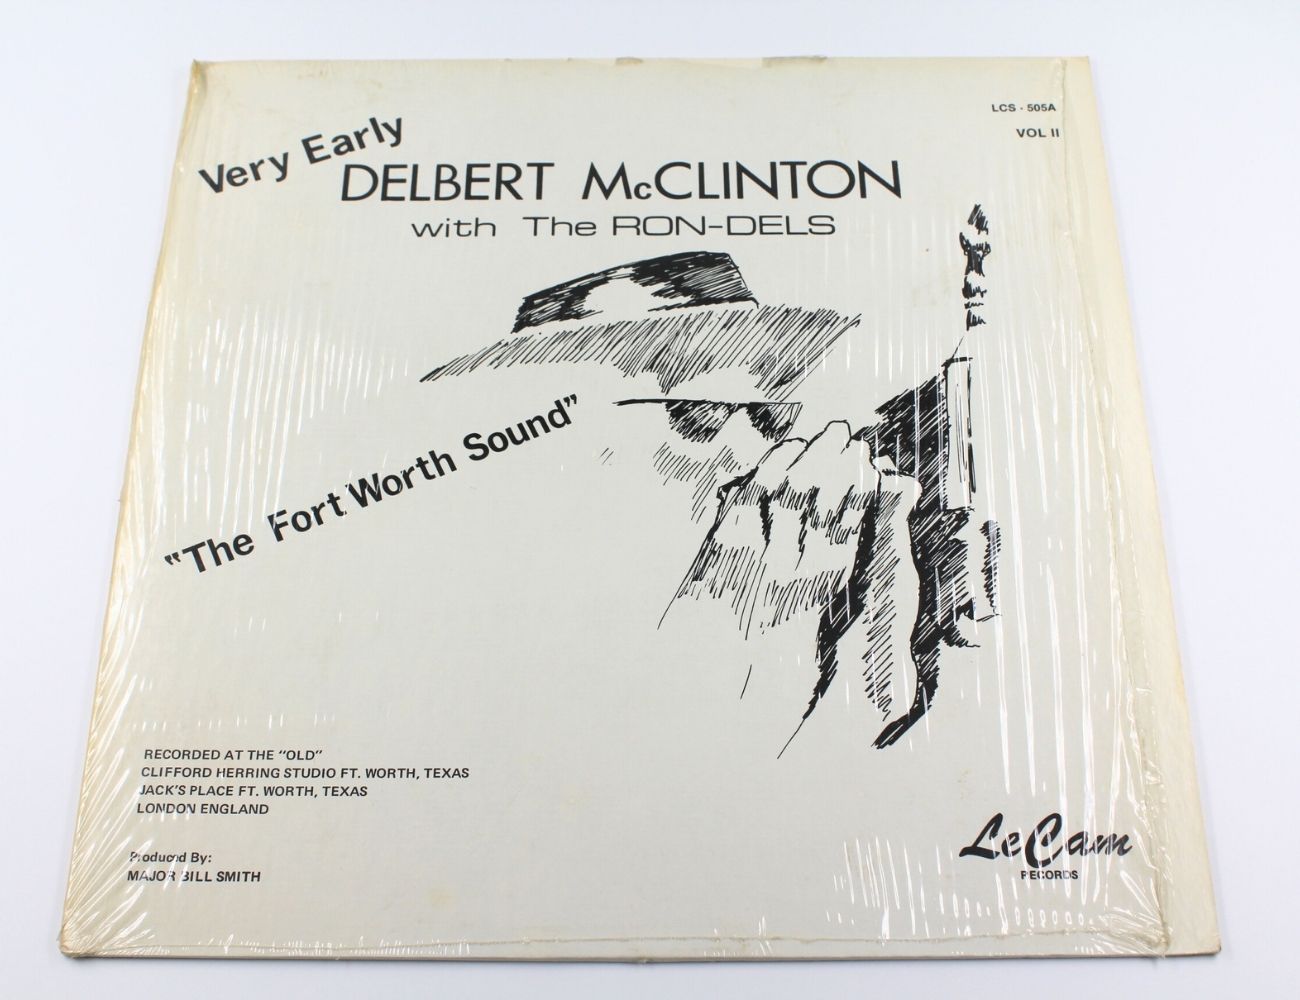 LCS - 505A
VOL II
Very Early
DELBERT McCLINTON
with The RON-DELS
"The Fort Worth Sound"
RECORDED AT THE "OLD"
CLIFFORD HERRING STUDIO FT. WORTH, TEXAS
JACK'S PLACE FT. WORTH, TEXAS
LONDON ENGLAND
Produced By:
MAJOR BILL SMITH
LeCam
RECORDS